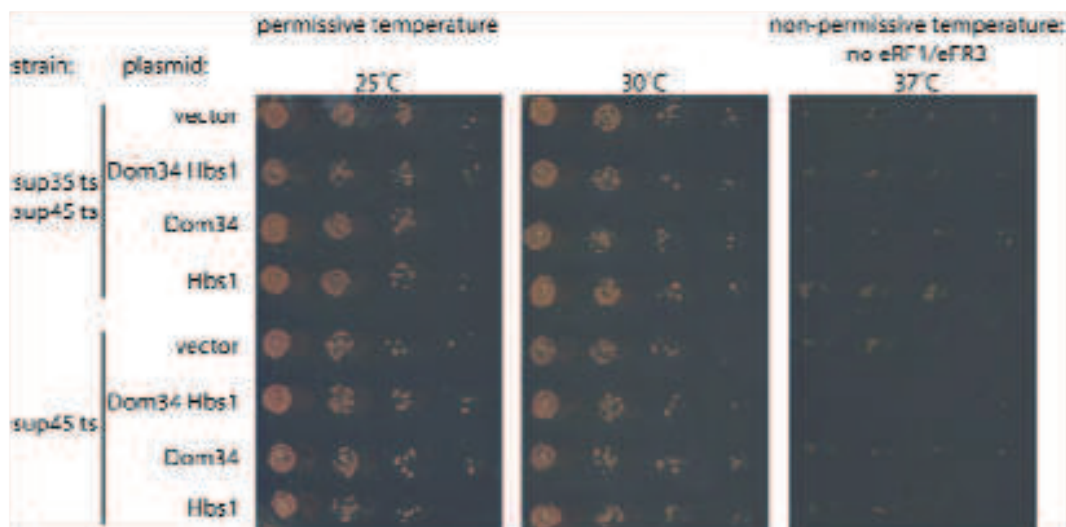 permissive temperature
non-permissive temperature:
no eRF1/eFR3
strain:
plasmid:
25°C
30°C
37°C
vector
Dom34 Hbs1
sup35 ts
sup45 ts
Dom34
Hbs1
vector
Dom34 Hbs1
sup45 ts
Dom34
Hbs1